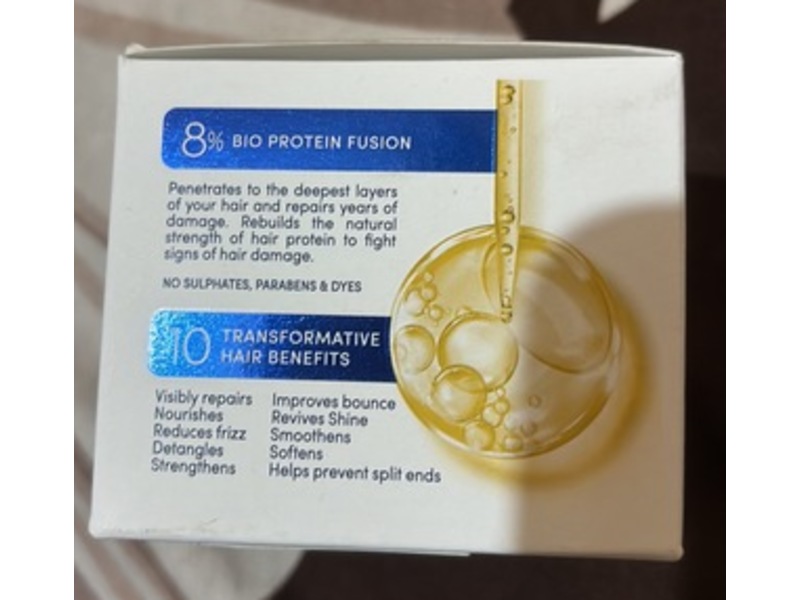 8% BIO PROTEIN FUSION
Penetrates to the deepest layers
of your hair and repairs years of
damage. Rebuilds the natural
strength of hair protein to fight
signs of hair damage.
NO SULPHATES, PARABENS & DYES
10 TRANSFORMATIVE
HAIR BENEFITS
Visibly repairs
Nourishes
Reduces frizz
Detangles
Strengthens
Improves bounce
Revives Shine
Smoothens
Softens
Helps prevent split ends